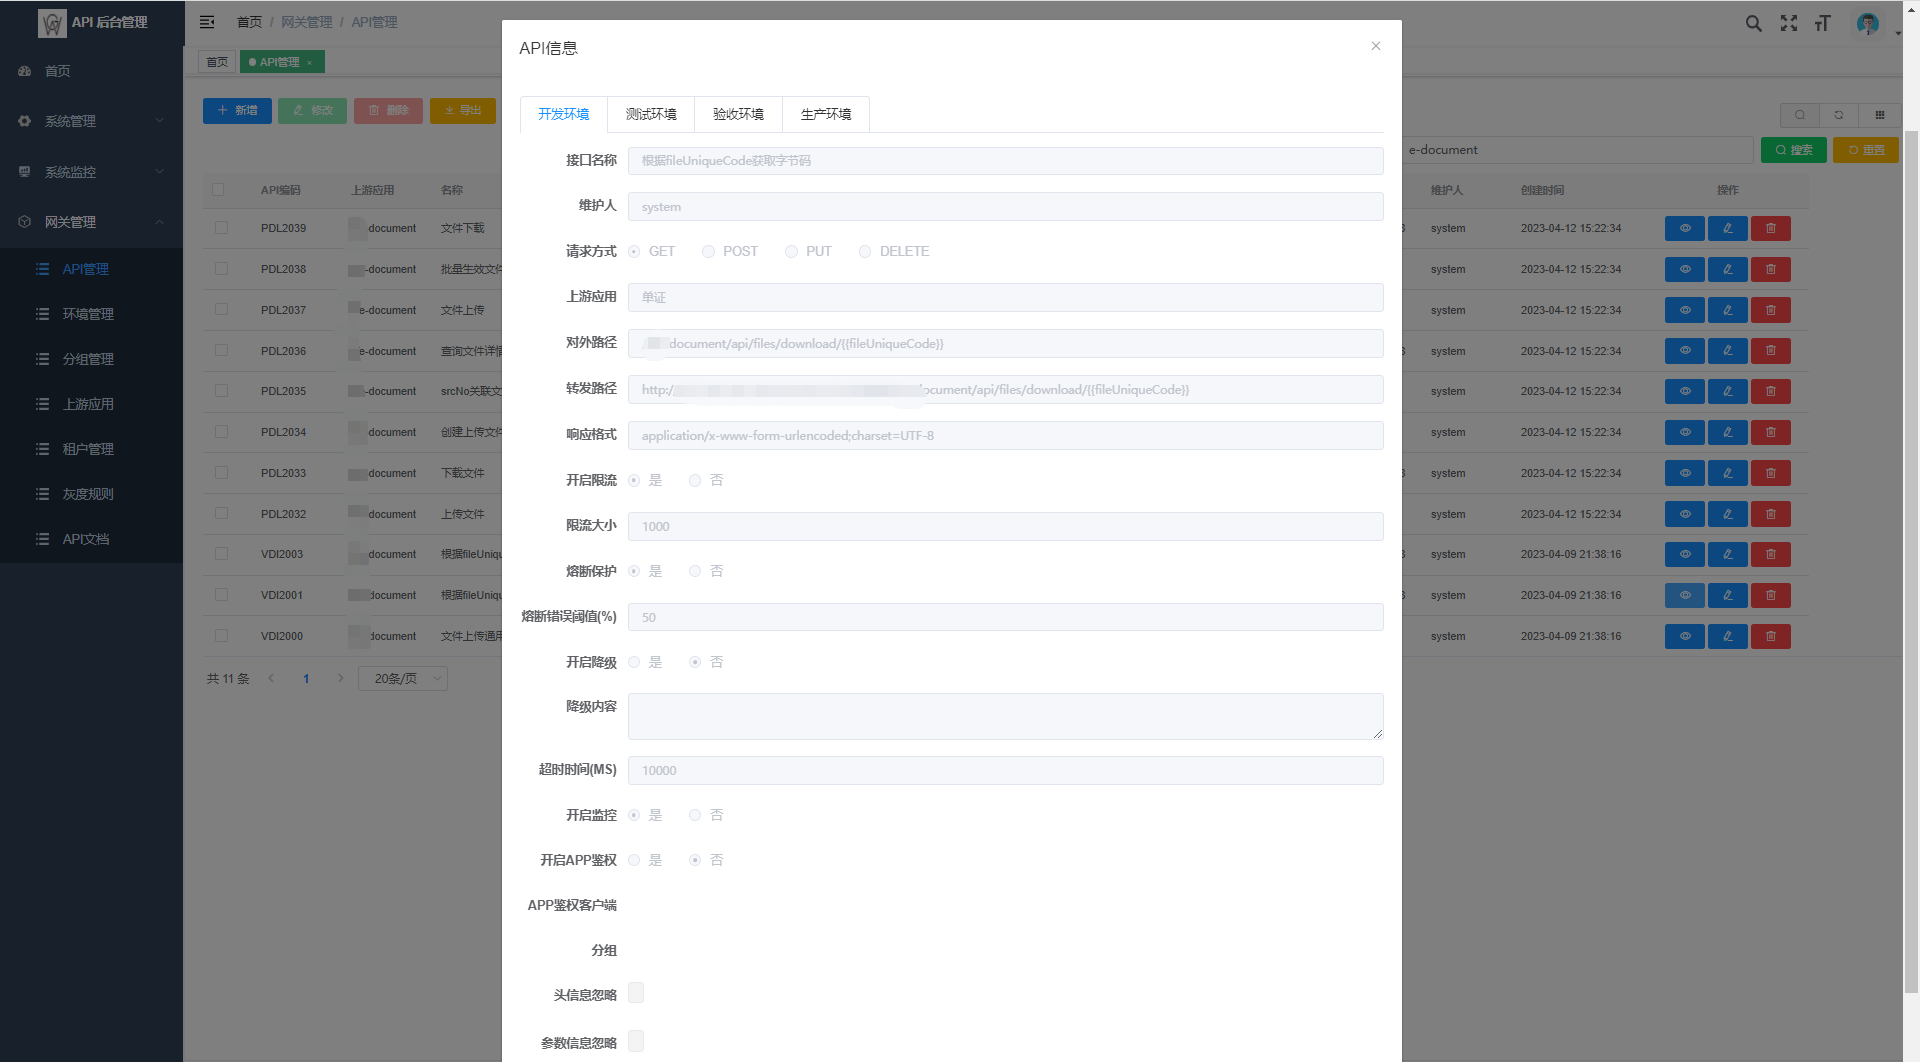 API 后台管理
首页 / 网关管理 / API管理
首页
API管理 ×
首页
系统管理
系统监控
网关管理
API管理
环境管理
分组管理
上游应用
租户管理
灰度规则
API文档
新增
修改
删除
导出
e-document
搜索
重置
API编码 上游应用 名称 维护人 创建时间 操作
PDL2039 document 文件下载 system 2023-04-12 15:22:34
PDL2038 -document 批量生效文件 system 2023-04-12 15:22:34
PDL2037 e-document 文件上传 system 2023-04-12 15:22:34
PDL2036 e-document 查询文件详情 system 2023-04-12 15:22:34
PDL2035 -document srcNo关联文 system 2023-04-12 15:22:34
PDL2034 document 创建上传文件 system 2023-04-12 15:22:34
PDL2033 document 下载文件 system 2023-04-12 15:22:34
PDL2032 document 上传文件 system 2023-04-12 15:22:34
VDI2003 document 根据fileUniqu system 2023-04-09 21:38:16
VDI2001 document 根据fileUniqu system 2023-04-09 21:38:16
VDI2000 document 文件上传通用 system 2023-04-09 21:38:16
共 11 条
1
20条/页
API信息
开发环境
测试环境
验收环境
生产环境
接口名称 根据fileUniqueCode获取字节码
维护人 system
请求方式 GET POST PUT DELETE
上游应用 单证
对外路径 / document/api/files/download/{{fileUniqueCode}}
转发路径 http:/ ocument/api/files/download/{{fileUniqueCode}}
响应格式 application/x-www-form-urlencoded;charset=UTF-8
开启限流 是 否
限流大小 1000
熔断保护 是 否
熔断错误阈值(%) 50
开启降级 是 否
降级内容
超时时间(MS) 10000
开启监控 是 否
开启APP鉴权 是 否
APP鉴权客户端
分组
头信息忽略
参数信息忽略